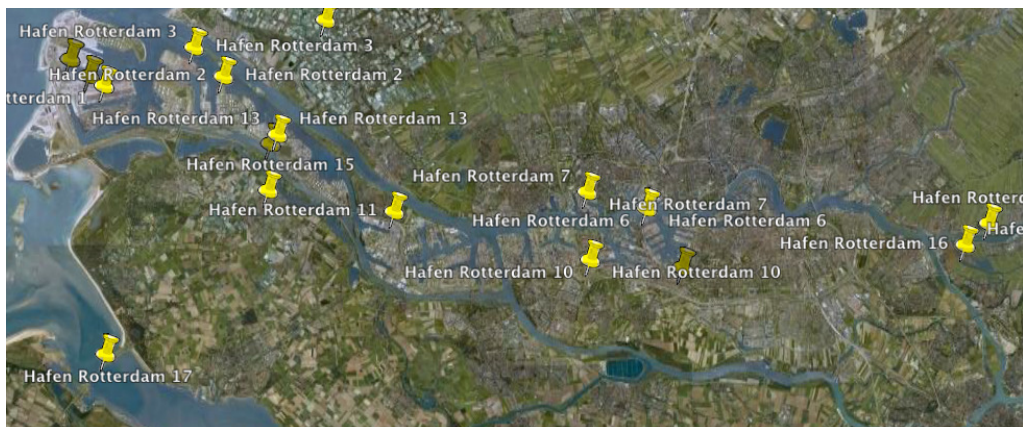 Hafen Rotterdam 3
Hafen Rotterdam 3
Hafen Rotterdam 2
Hafen Rotterdam 2
tterdam 1
Hafen Rotterdam 13
Hafen Rotterdam 13
Hafen Rotterdam 15
Hafen Rotterdam 7
Hafen Rotterdam 11
Hafen Rotterdam 7
Hafen Rotterd
Hafen Rotterdam 6
Hafen Rotterdam 6
Hafe
Hafen Rotterdam 16
Hafen Rotterdam 10
Hafen Rotterdam 10
Hafen Rotterdam 17